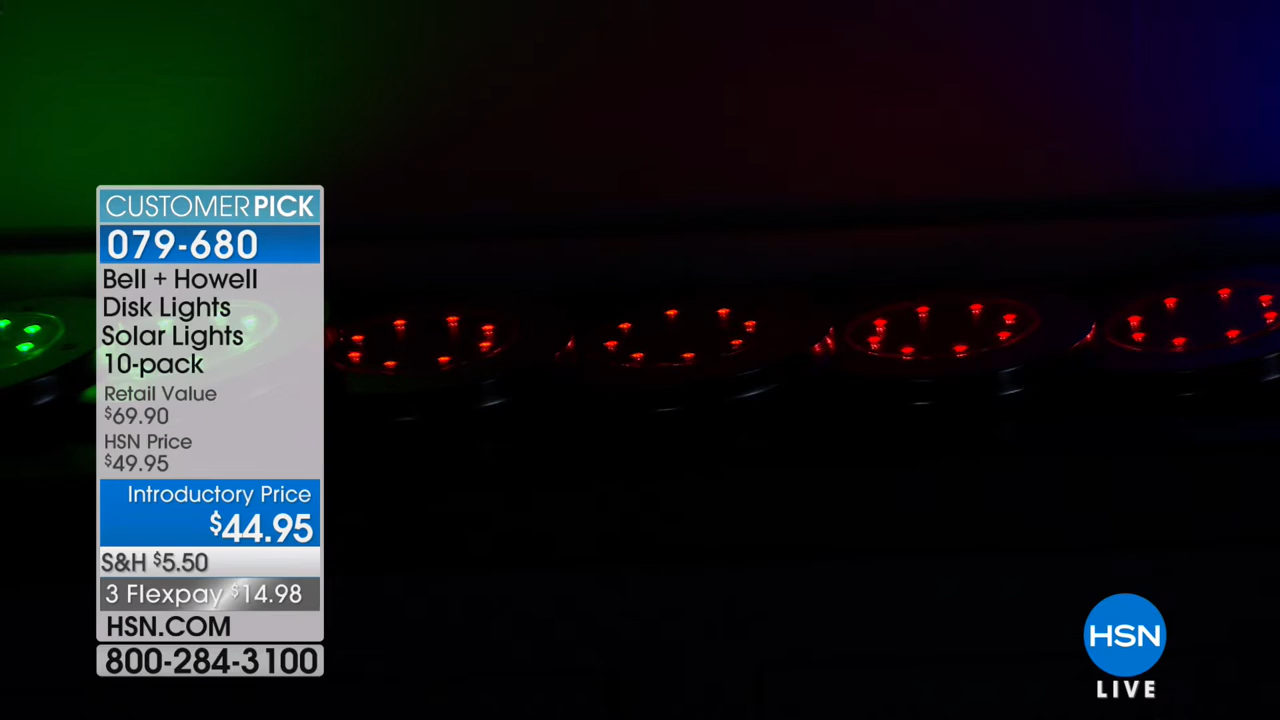 CUSTOMERPICK
079-680
Bell + Howell
Disk Lights
Solar Lights
10-pack
Retail Value
$69.90
HSN Price
$49.95
Introductory Price
$44.95
S&H $5.50
3 Flexpay $14.98
HSN.COM
800-284-3100
HSN
LIVE